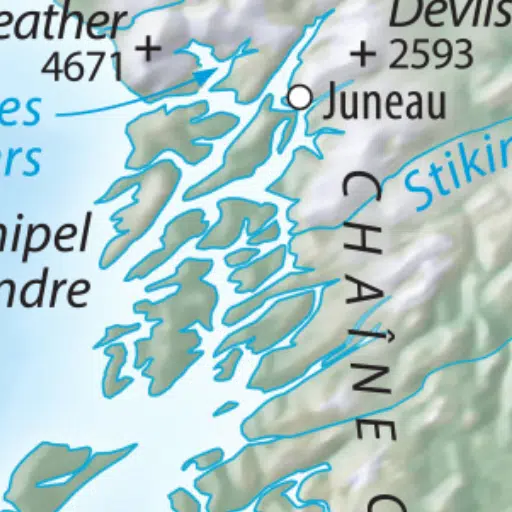 eather
4671
Devils
2593
Juneau
es
ers
Stikin
ipel
ndre
CHAÎNE